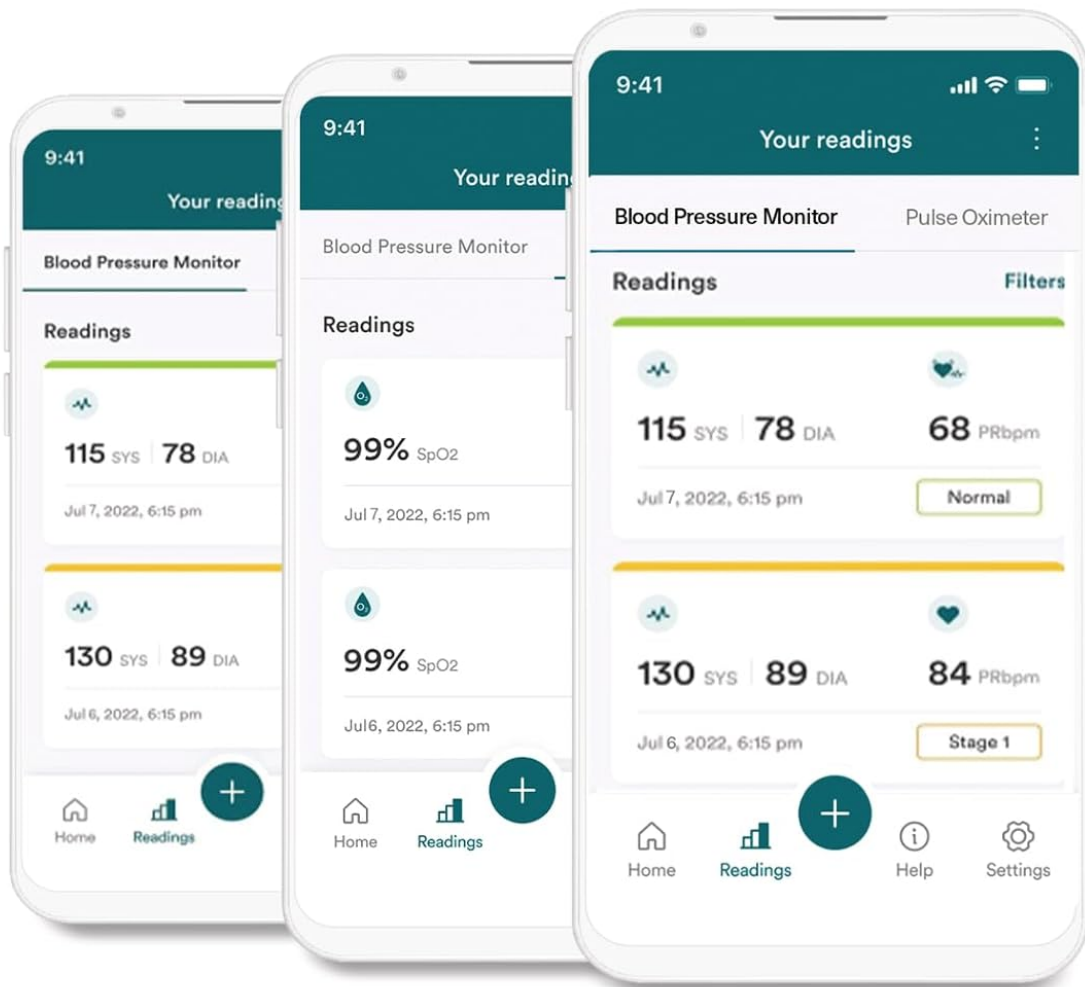 9:41
Your reading
Blood Pressure Monitor
Readings
115 SYS 78 DIA
Jul 7, 2022, 6:15 pm
130 SYS 89 DIA
Jul 6, 2022, 6:15 pm
Home Readings
9:41
Your readin
Blood Pressure Monitor
Readings
O₂
99% SpO2
Jul 7, 2022, 6:15 pm
O₂
99% SpO2
Jul6, 2022, 6:15 pm
Home Readings
9:41
Your readings
Blood Pressure Monitor Pulse Oximeter
Readings Filters
115 SYS 78 DIA 68 PRbpm
Jul 7, 2022, 6:15 pm Normal
130 SYS 89 DIA 84 PRbpm
Jul 6, 2022, 6:15 pm Stage 1
Home Readings Help Settings